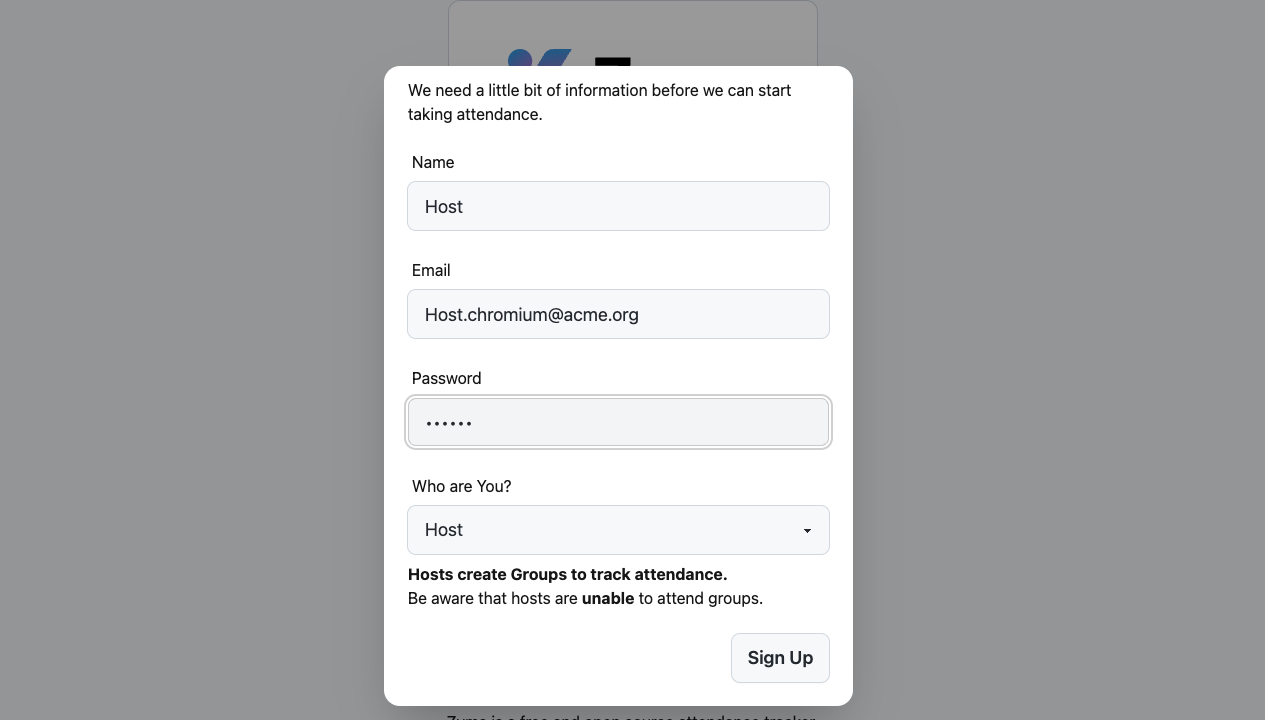 We need a little bit of information before we can start
taking attendance.
Name
Host
Email
Host.chromium@acme.org
Password
••••••
Who are You?
Host
Hosts create Groups to track attendance.
Be aware that hosts are unable to attend groups.
Sign Up